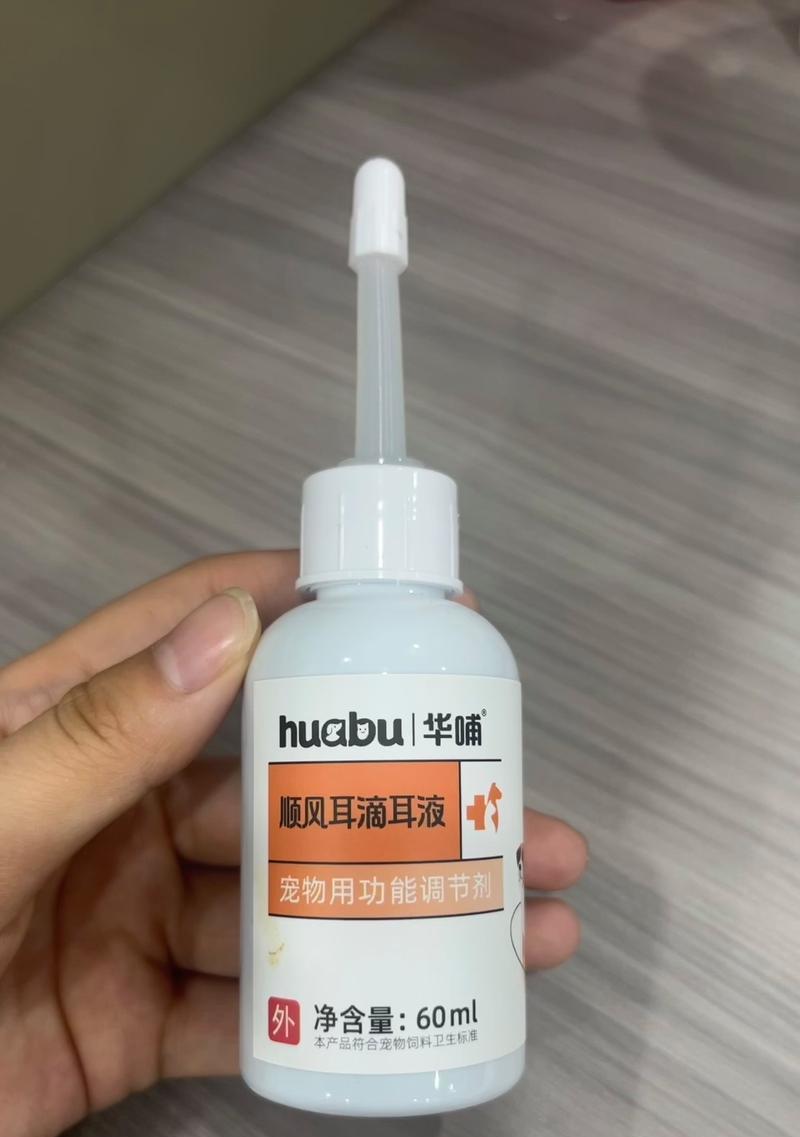 huabu 华哺®
顺风耳滴耳液
宠物用功能调节剂
外 净含量：60ml
本产品符合宠物饲料卫生标准